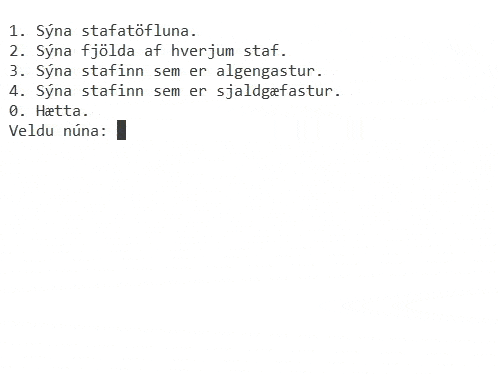 1. Sýna stafatöfluna.
2. Sýna fjölda af hverjum staf.
3. Sýna stafinn sem er algengastur.
4. Sýna stafinn sem er sjaldgæfastur.
0. Hætta.
Veldu núna: